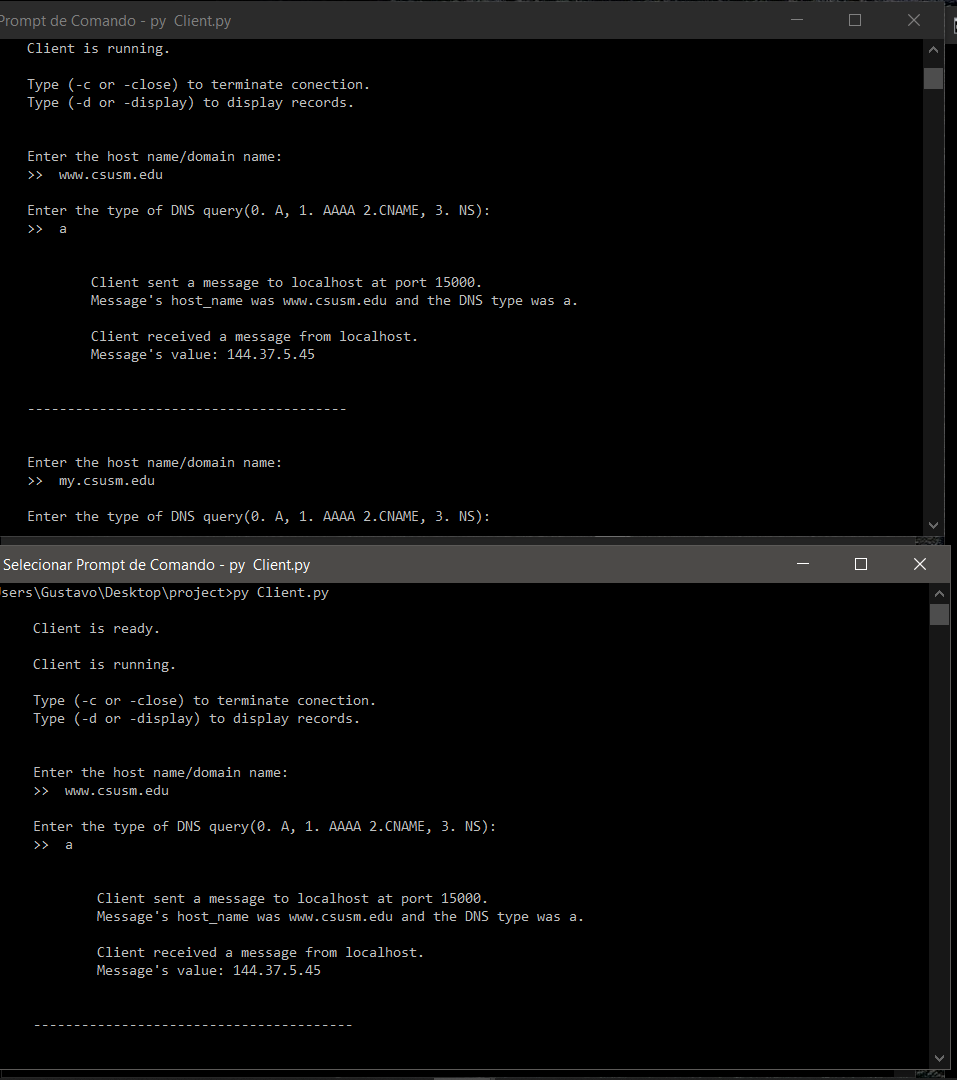 Prompt de Comando - py  Client.py
Client is running.
Type (-c or -close) to terminate conection.
Type (-d or -display) to display records.
Enter the host name/domain name:
>>  www.csusm.edu
Enter the type of DNS query(0. A, 1. AAAA 2.CNAME, 3. NS):
>>  a
Client sent a message to localhost at port 15000.
Message's host_name was www.csusm.edu and the DNS type was a.
Client received a message from localhost.
Message's value: 144.37.5.45
----------------------------------------
Enter the host name/domain name:
>>  my.csusm.edu
Enter the type of DNS query(0. A, 1. AAAA 2.CNAME, 3. NS):
Selecionar Prompt de Comando - py  Client.py
sers\Gustavo\Desktop\project>py Client.py
Client is ready.
Client is running.
Type (-c or -close) to terminate conection.
Type (-d or -display) to display records.
Enter the host name/domain name:
>>  www.csusm.edu
Enter the type of DNS query(0. A, 1. AAAA 2.CNAME, 3. NS):
>>  a
Client sent a message to localhost at port 15000.
Message's host_name was www.csusm.edu and the DNS type was a.
Client received a message from localhost.
Message's value: 144.37.5.45
----------------------------------------